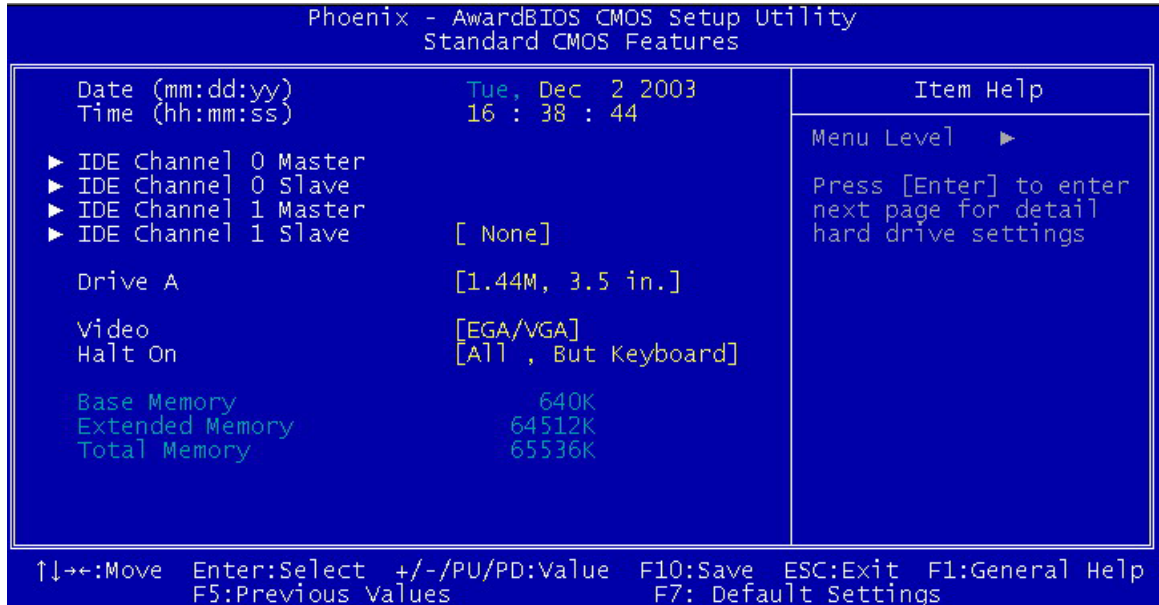 Phoenix - AwardBIOS CMOS Setup Utility
Standard CMOS Features
Date (mm:dd:yy) Tue, Dec 2 2003
Time (hh:mm:ss) 16 : 38 : 44
► IDE Channel 0 Master
► IDE Channel 0 Slave
► IDE Channel 1 Master
► IDE Channel 1 Slave [ None]
Drive A [1.44M, 3.5 in.]
Video [EGA/VGA]
Halt On [All , But Keyboard]
Base Memory 640K
Extended Memory 64512K
Total Memory 65536K
Item Help
Menu Level ►
Press [Enter] to enter
next page for detail
hard drive settings
↑↓→←:Move Enter:Select +/-/PU/PD:Value F10:Save ESC:Exit F1:General Help
F5:Previous Values F7: Default Settings